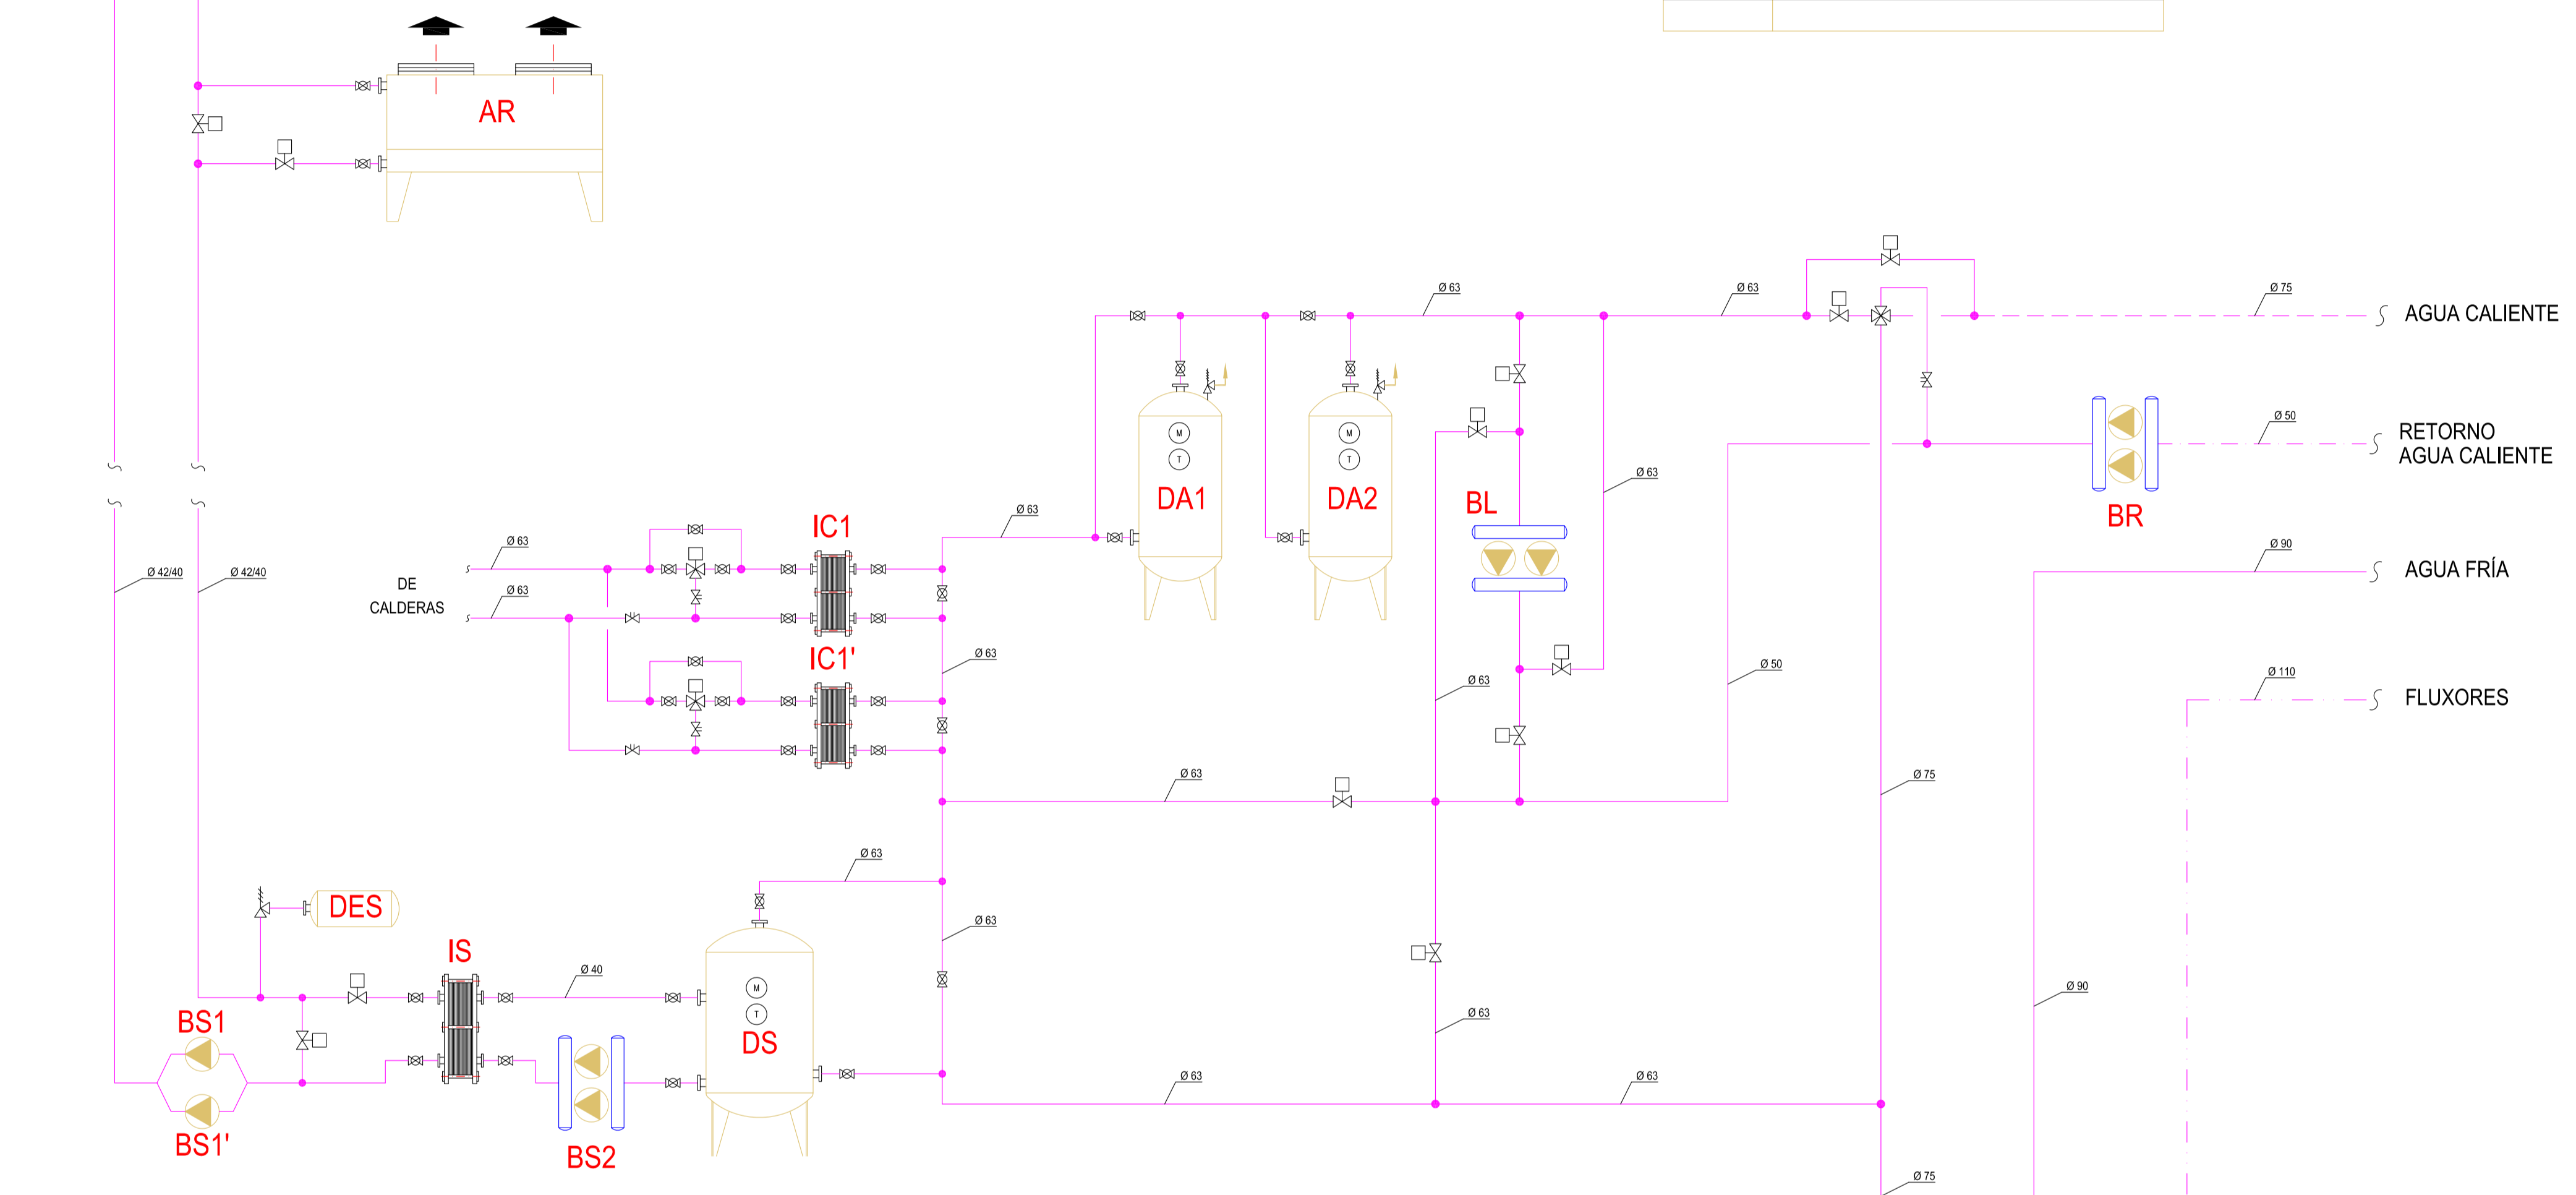 AR
Ø 63
Ø 63
Ø 75
AGUA CALIENTE
Ø 50
RETORNO
AGUA CALIENTE
M
T
DA1
M
T
DA2
BL
Ø 63
BR
Ø 63
IC1
Ø 63
DE
CALDERAS
Ø 63
Ø 42/40
Ø 42/40
Ø 90
AGUA FRÍA
IC1'
Ø 63
Ø 63
Ø 50
Ø 110
FLUXORES
Ø 63
Ø 75
Ø 63
DES
Ø 63
IS
Ø 40
M
T
DS
BS1
BS1'
BS2
Ø 63
Ø 90
Ø 63
Ø 63
Ø 75